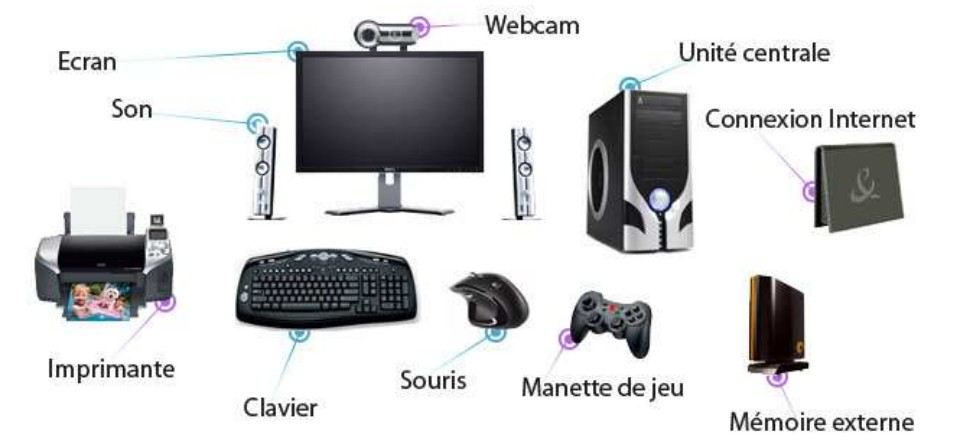 Webcam
Ecran
Unité centrale
Son
Connexion Internet
Imprimante
Souris
Manette de jeu
Clavier
Mémoire externe